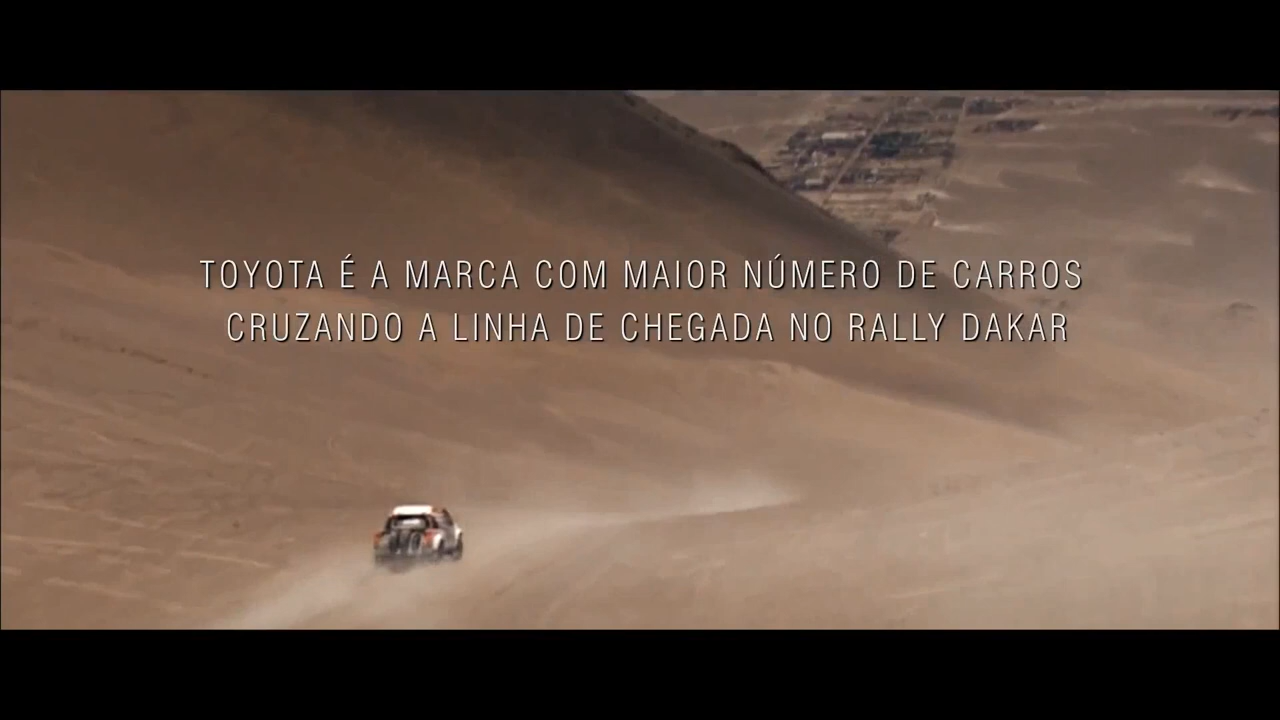 TOYOTA É A MARCA COM MAIOR NÚMERO DE CARROS
CRUZANDO A LINHA DE CHEGADA NO RALLY DAKAR